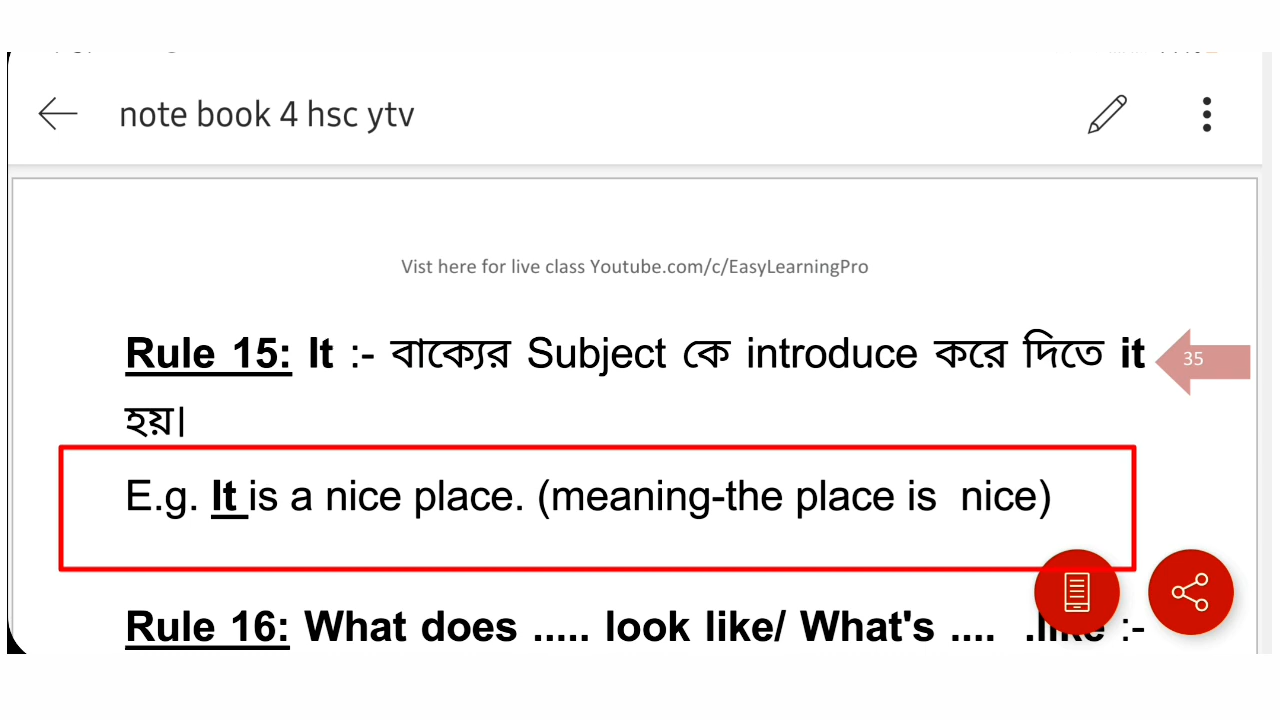 note book 4 hsc ytv
Vist here for live class Youtube.com/c/EasyLearningPro
Rule 15: It :- বাক্যের Subject কে introduce করে দিতে it
35
হয়।
E.g. It is a nice place. (meaning-the place is nice)
Rule 16: What does ..... look like/ What's .... .like :-